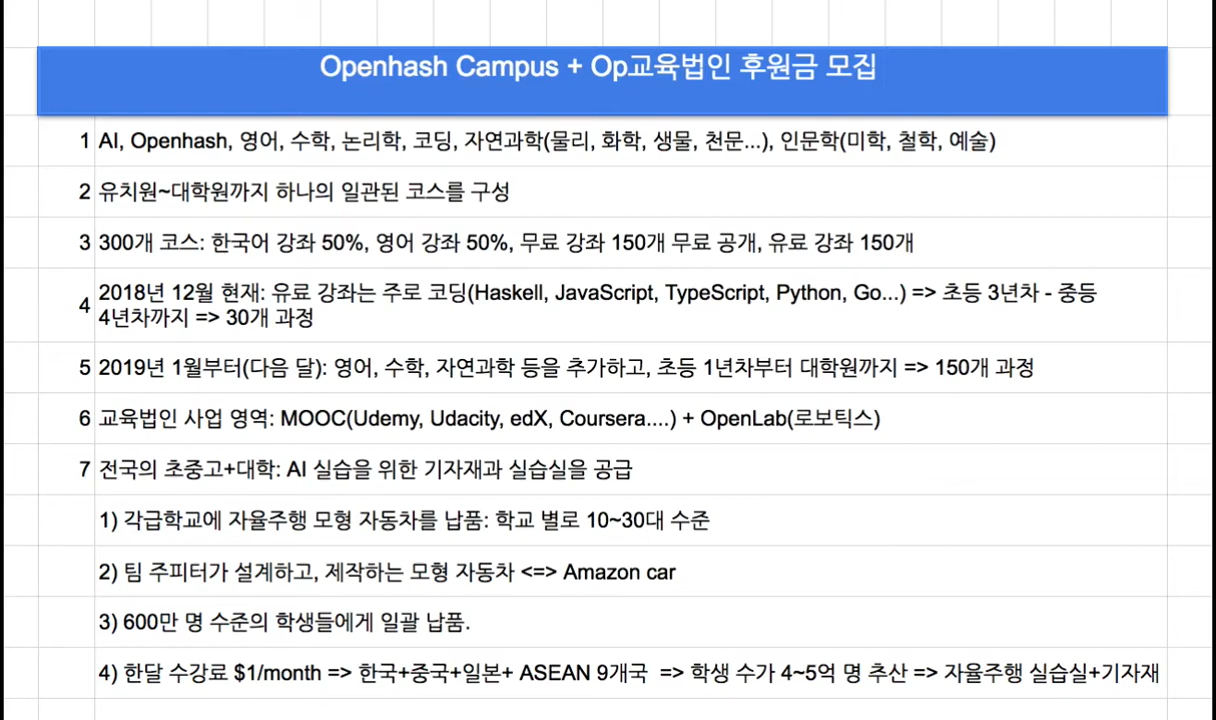 Openhash Campus + Op교육법인 후원금 모집
1 AI, Openhash, 영어, 수학, 논리학, 코딩, 자연과학(물리, 화학, 생물, 천문...), 인문학(미학, 철학, 예술)
2 유치원~대학원까지 하나의 일관된 코스를 구성
3 300개 코스: 한국어 강좌 50%, 영어 강좌 50%, 무료 강좌 150개 무료 공개, 유료 강좌 150개
4 2018년 12월 현재: 유료 강좌는 주로 코딩(Haskell, JavaScript, TypeScript, Python, Go...) => 초등 3년차 - 중등
4년차까지 => 30개 과정
5 2019년 1월부터(다음 달): 영어, 수학, 자연과학 등을 추가하고, 초등 1년차부터 대학원까지 => 150개 과정
6 교육법인 사업 영역: MOOC(Udemy, Udacity, edX, Coursera....) + OpenLab(로보틱스)
7 전국의 초중고+대학: AI 실습을 위한 기자재과 실습실을 공급
1) 각급학교에 자율주행 모형 자동차를 납품: 학교 별로 10~30대 수준
2) 팀 주피터가 설계하고, 제작하는 모형 자동차 <=> Amazon car
3) 600만 명 수준의 학생들에게 일괄 납품.
4) 한달 수강료 $1/month => 한국+중국+일본+ ASEAN 9개국 => 학생 수가 4~5억 명 추산 => 자율주행 실습실+기자재